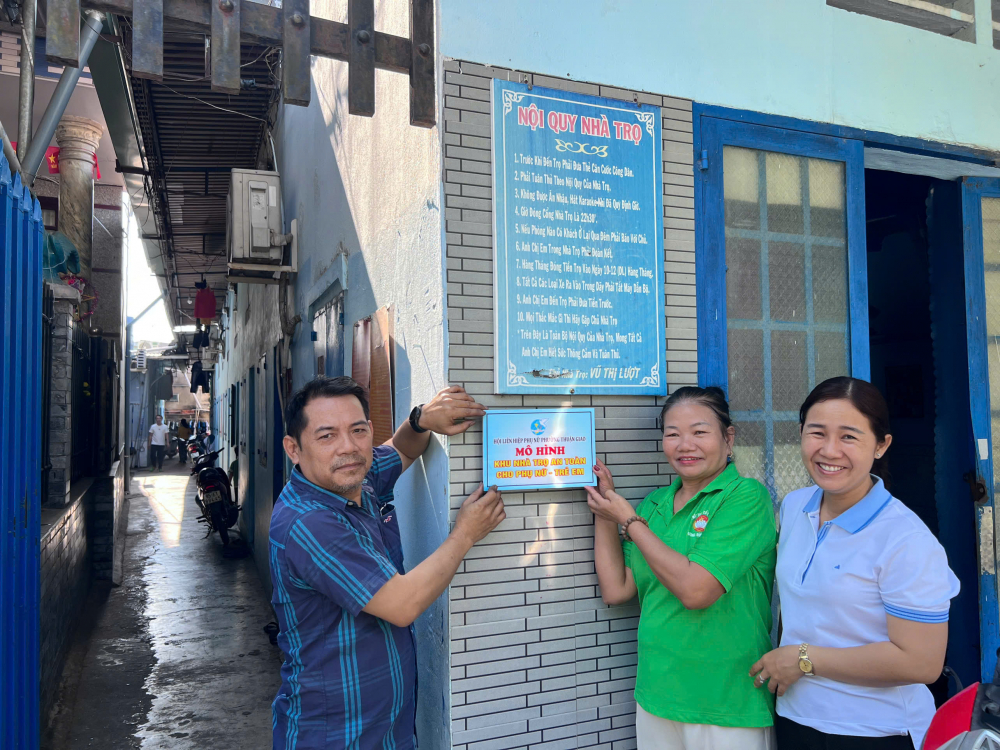 NỘI QUY NHÀ TRỌ
1. Trước Khi Đến Trọ Phải Đưa Thẻ Căn Cước Công Dân.
2. Phải Tuân Thủ Theo Nội Quy Của Nhà Trọ.
3. Không Được Ăn Nhậu, Hát Karaoke Khi Đã Quy Định Giờ.
4. Giờ Đóng Cổng Nhà Trọ Là 22h30'.
5. Nếu Phòng Nào Có Khách Ở Lại Qua Đêm Phải Báo Với Chủ.
6. Anh Chị Em Trong Nhà Trọ Phải Đoàn Kết.
7. Hàng Tháng Đóng Tiền Trọ Vào Ngày 10-12 (DL) Hàng Tháng.
8. Tất Cả Các Loại Xe Ra Vào Trong Dãy Phải Tắt Máy Dẫn Bộ.
9. Anh Chị Em Đến Trọ Phải Đưa Tiền Trước.
10. Mọi Thắc Mắc Gì Thì Hãy Gặp Chủ Nhà Trọ
* Trên Đây Là Toàn Bộ Nội Quy Của Nhà Trọ, Mong Tất Cả
Anh Chị Em Hết Sức Thông Cảm Và Tuân Thủ.
Trọ: VŨ THỊ LƯỢT
HỘI LIÊN HIỆP PHỤ NỮ PHƯỜNG THUẬN GIAO
MÔ HÌNH
KHU NHÀ TRỌ AN TOÀN
CHO PHỤ NỮ - TRẺ EM